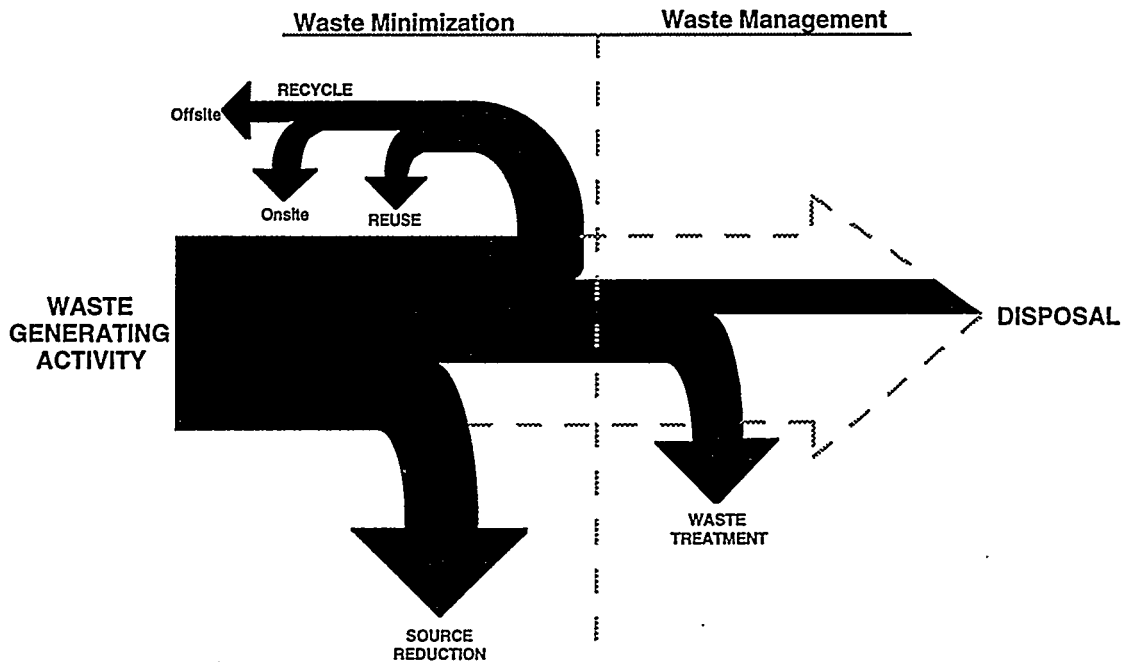 Waste Minimization
Waste Management
RECYCLE
Offsite
Onsite
REUSE
WASTE
GENERATING
ACTIVITY
DISPOSAL
WASTE
TREATMENT
SOURCE
REDUCTION